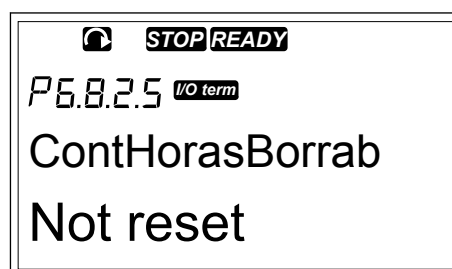 STOP READY
P6.8.2.5 I/O term
ContHorasBorrab
Not reset